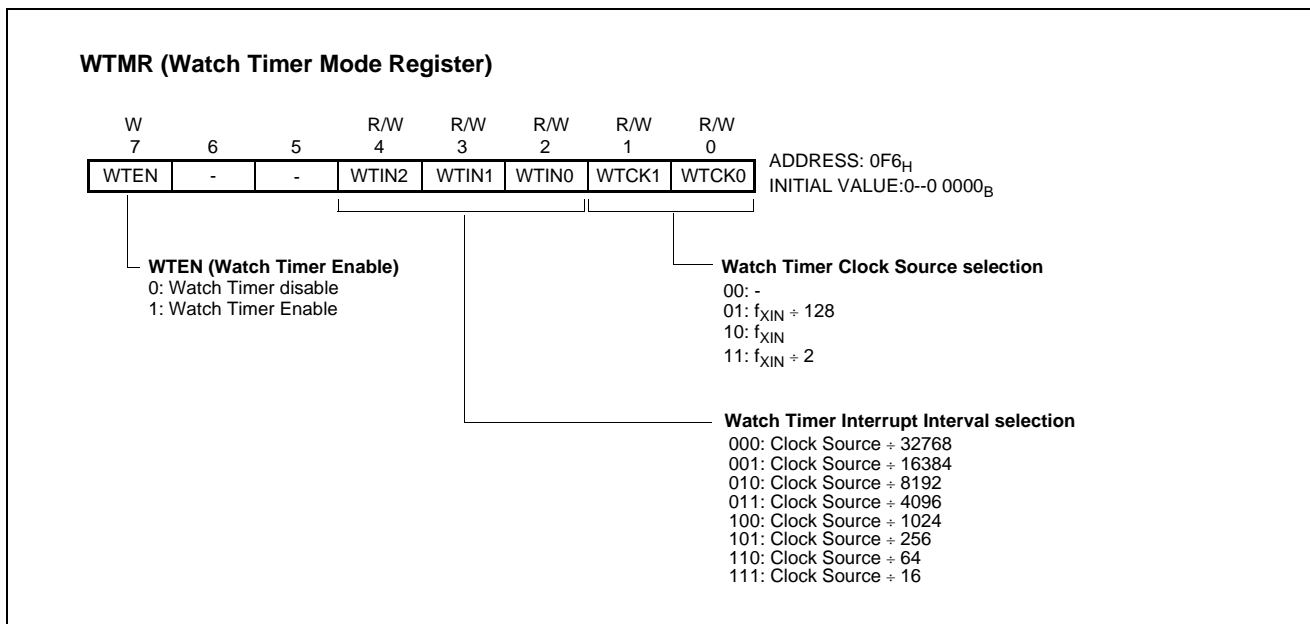 WTMR (Watch Timer Mode Register)
W R/W R/W R/W R/W R/W
7 6 5 4 3 2 1 0
WTEN - - WTIN2 WTIN1 WTIN0 WTCK1 WTCK0
ADDRESS: 0F6H
INITIAL VALUE:0--0 0000B
WTEN (Watch Timer Enable)
0: Watch Timer disable
1: Watch Timer Enable
Watch Timer Clock Source selection
00: -
01: fXIN ÷ 128
10: fXIN
11: fXIN ÷ 2
Watch Timer Interrupt Interval selection
000: Clock Source ÷ 32768
001: Clock Source ÷ 16384
010: Clock Source ÷ 8192
011: Clock Source ÷ 4096
100: Clock Source ÷ 1024
101: Clock Source ÷ 256
110: Clock Source ÷ 64
111: Clock Source ÷ 16